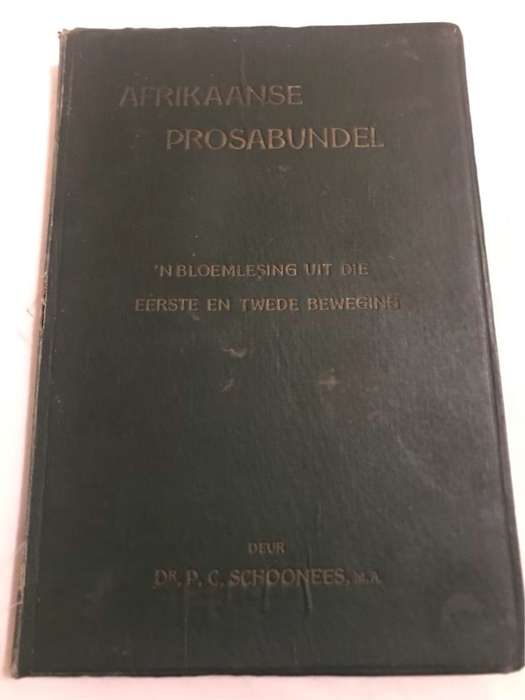 AFRIKAANSE
PROSABUNDEL
'N BLOEMLESING UIT DIE
EERSTE EN TWEDE BEWEGING
DEUR
DR. P. C. SCHOONEES, M.A.